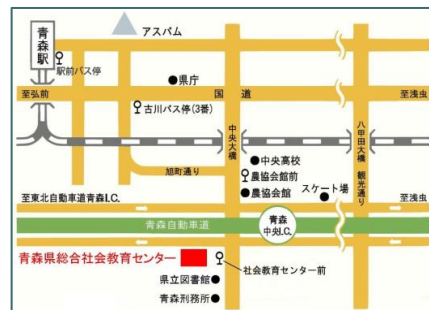 アスパム
青森駅
駅前バス停
県庁
至弘前
国道
至浅虫
古川バス停(3番)
中央大橋
八甲田大橋
観光通り
旭町通り
中央高校
農協会館前
農協会館
スケート場
至東北自動車道青森I.C.
至浅虫
青森自動車道
青森
中央I.C.
青森県総合社会教育センター
社会教育センター前
県立図書館
青森刑務所